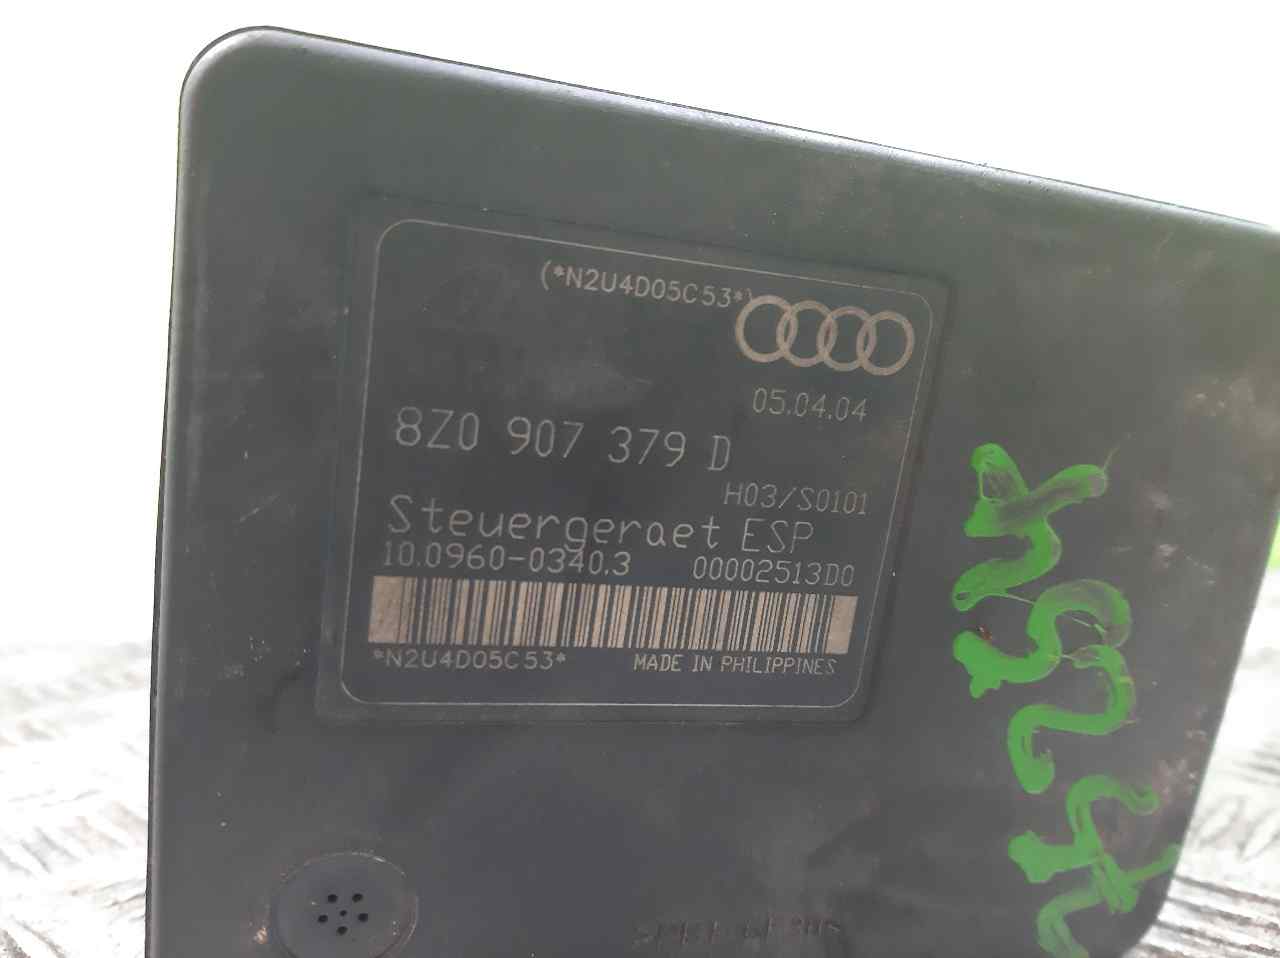 (*N2U4D05C53*)
05.04.04
8Z0 907 379 D
H03/S0101
Steuergeraet ESP
10.0960-0340.3 00002513D0
*N2U4D05C53* MADE IN PHILIPPINES